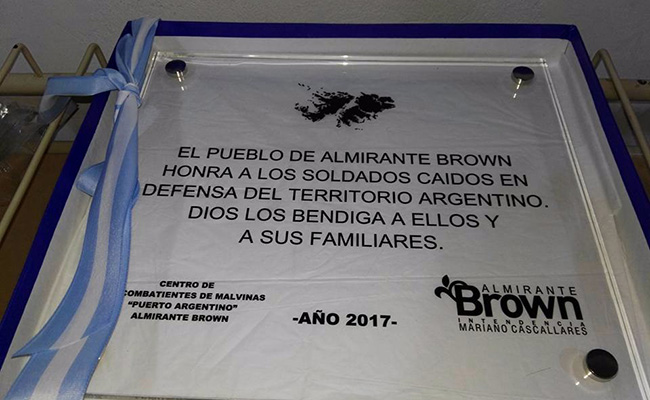 EL PUEBLO DE ALMIRANTE BROWN
HONRA A LOS SOLDADOS CAIDOS EN
DEFENSA DEL TERRITORIO ARGENTINO.
DIOS LOS BENDIGA A ELLOS Y
A SUS FAMILIARES.
CENTRO DE
COMBATIENTES DE MALVINAS
"PUERTO ARGENTINO"
ALMIRANTE BROWN
-AÑO 2017-
ALMIRANTE
Brown
INTENDENCIA
MARIANO CASCALLARES